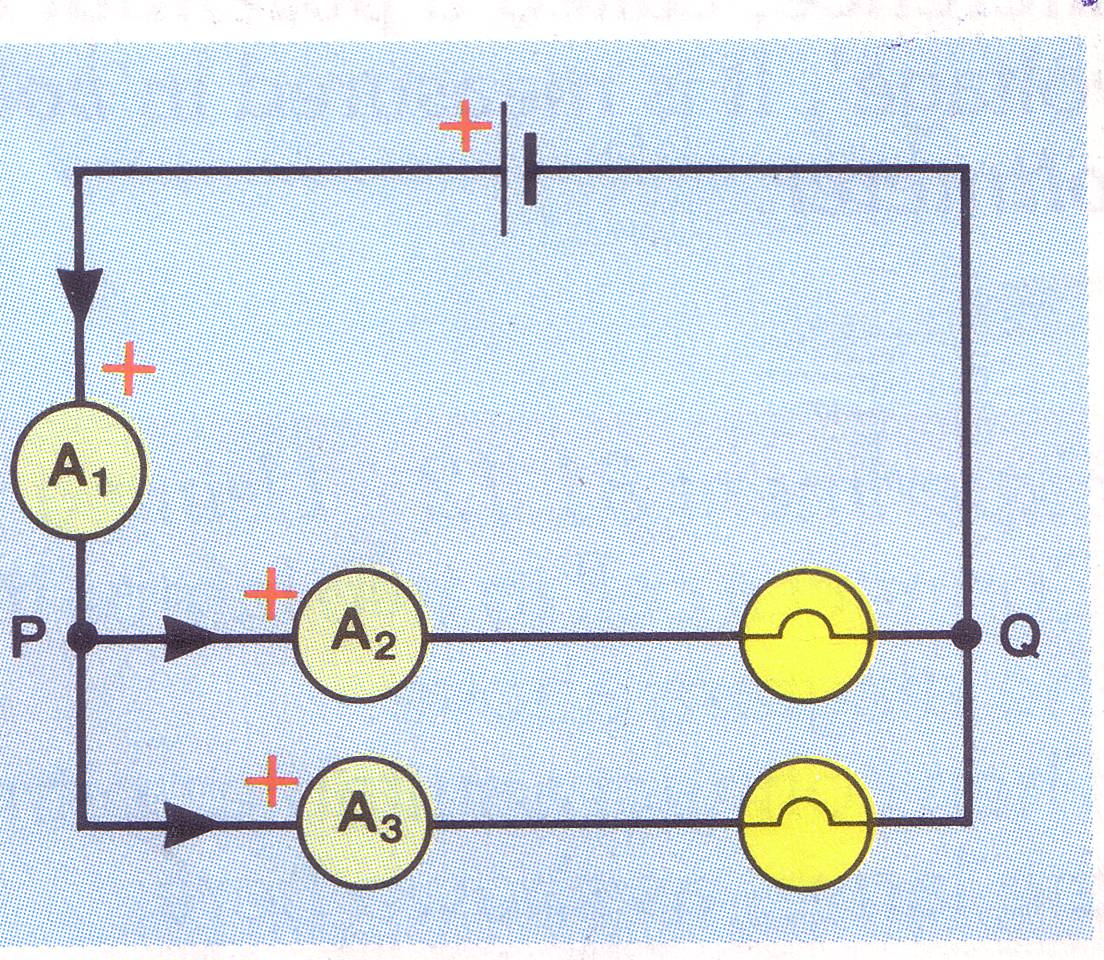 +
+
A₁
P
+
A₂
Q
+
A₃